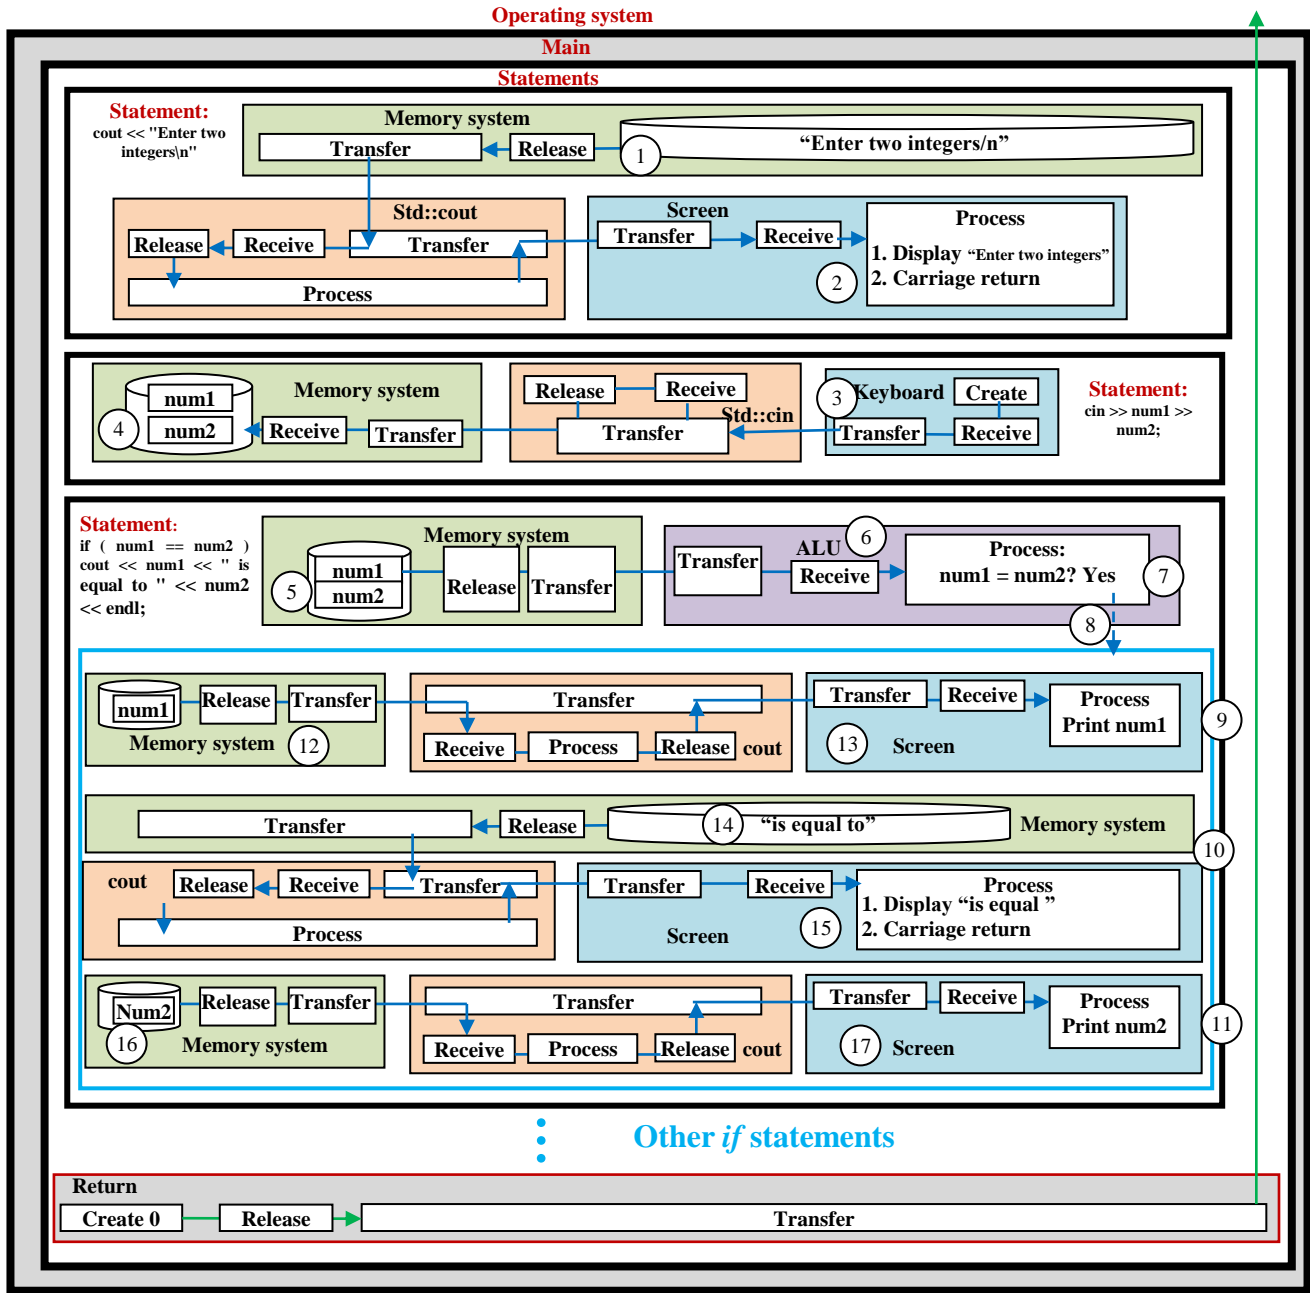 Operating system
Main
Statements
Statement:
cout << "Enter two
integers\n"
Memory system
Transfer
Release
1
“Enter two integers/n”
Std::cout
Release
Receive
Transfer
Process
Screen
Transfer
Receive
2
Process
1. Display “Enter two integers”
2. Carriage return
num1
num2
4
Memory system
Receive
Transfer
Release
Receive
Std::cin
Transfer
3
Keyboard
Create
Transfer
Receive
Statement:
cin >> num1 >>
num2;
Statement:
if ( num1 == num2 )
cout << num1 << " is
equal to " << num2
<< endl;
Memory system
5
num1
num2
Release
Transfer
Transfer
ALU
6
Receive
Process:
num1 = num2? Yes
7
8
num1
Release
Transfer
Memory system
12
Transfer
Receive
Process
Release
cout
Transfer
Receive
13
Screen
Process
Print num1
9
Transfer
Release
14
“is equal to”
Memory system
10
cout
Release
Receive
Transfer
Process
Transfer
Receive
15
Screen
Process
1. Display “is equal ”
2. Carriage return
Num2
Release
Transfer
16
Memory system
Transfer
Receive
Process
Release
cout
Transfer
Receive
17
Screen
Process
Print num2
11
Other if statements
Return
Create 0
Release
Transfer